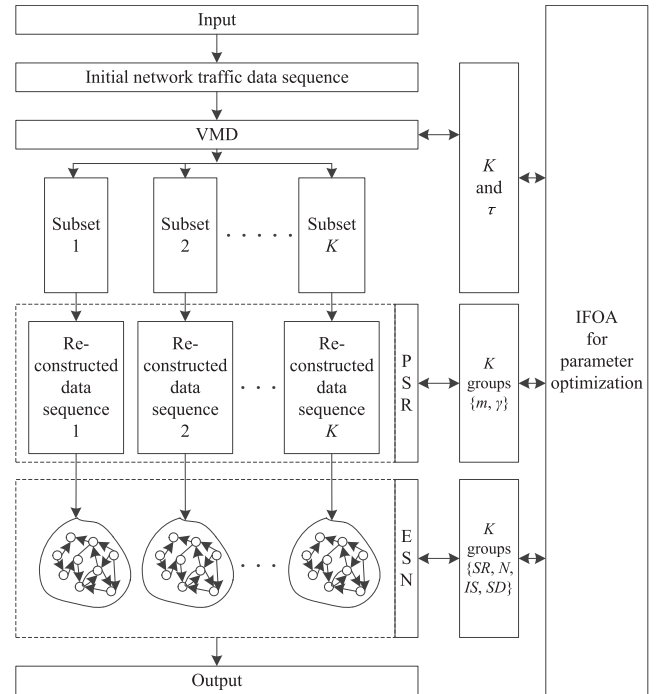 Input
Initial network traffic data sequence
VMD
K
and
τ
Subset
1
Subset
2
. . . . .
Subset
K
IFOA
for
parameter
optimization
Re-
constructed
data
sequence
1
Re-
constructed
data
sequence
2
. . .
Re-
constructed
data
sequence
K
P
S
R
K
groups
{m, γ}
. . .
E
S
N
K
groups
{SR, N,
IS, SD}
Output